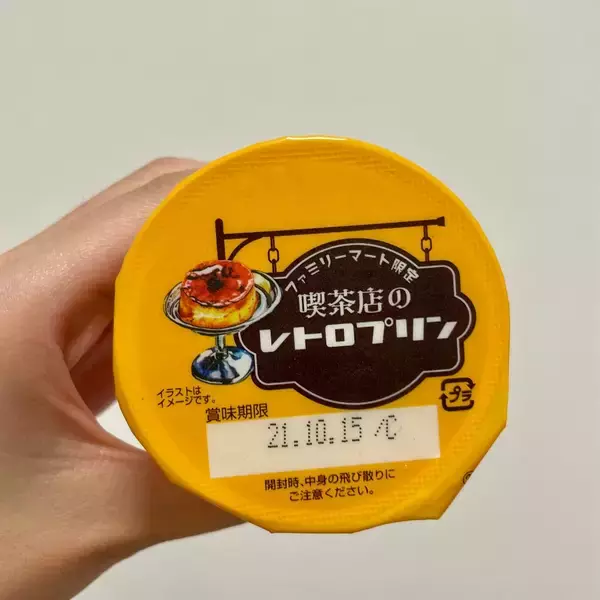 ファミリーマート限定
喫茶店の
レトロプリン
イラストは
イメージです。
プラ
賞味期限
21.10.15 /C
開封時、中身の飛び散りに
ご注意ください。